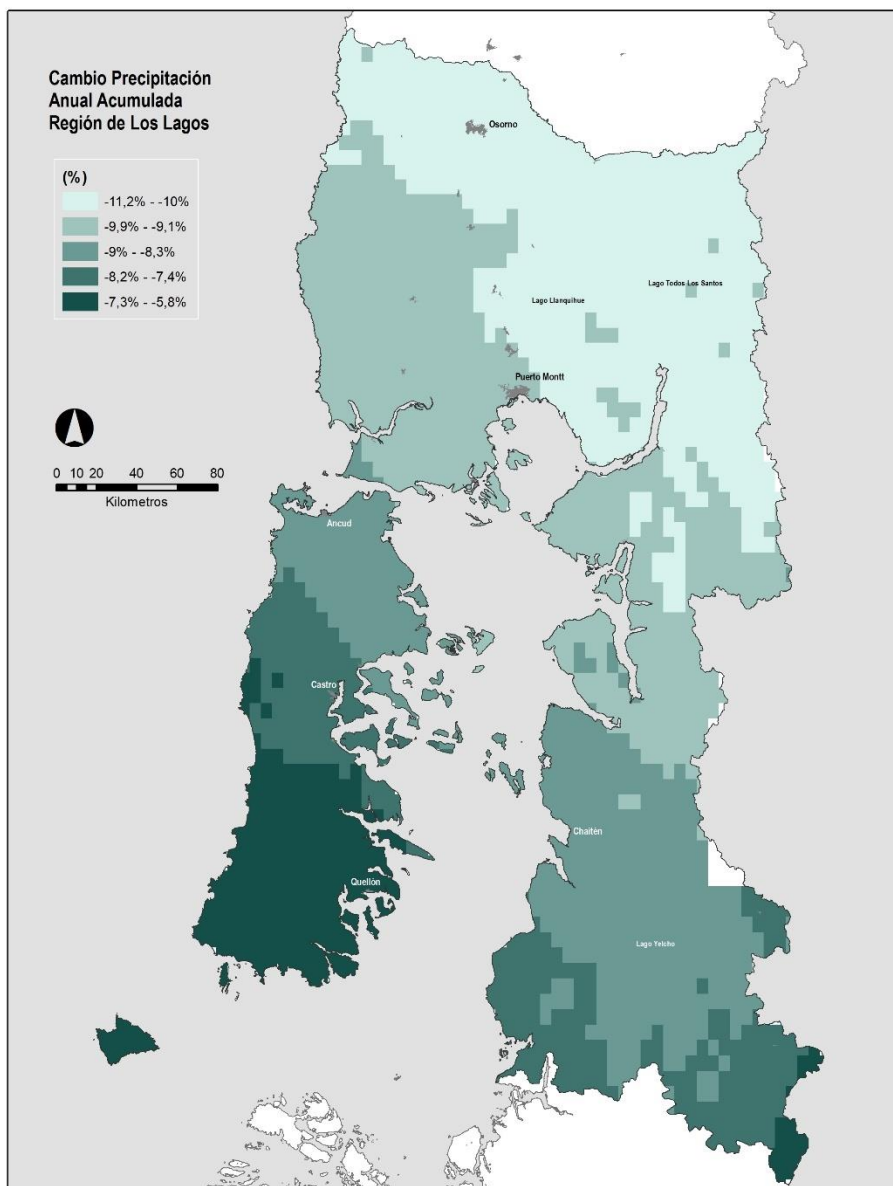 Cambio Precipitación
Anual Acumulada
Región de Los Lagos
(%)
-11,2% - -10%
-9,9% - -9,1%
-9% - -8,3%
-8,2% - -7,4%
-7,3% - -5,8%
0 10 20 40 60 80
Kilometros
Osorno
Lago Todos Los Santos
Lago Llanquihue
Puerto Montt
Ancud
Castro
Chaitén
Quellón
Lago Yelcho